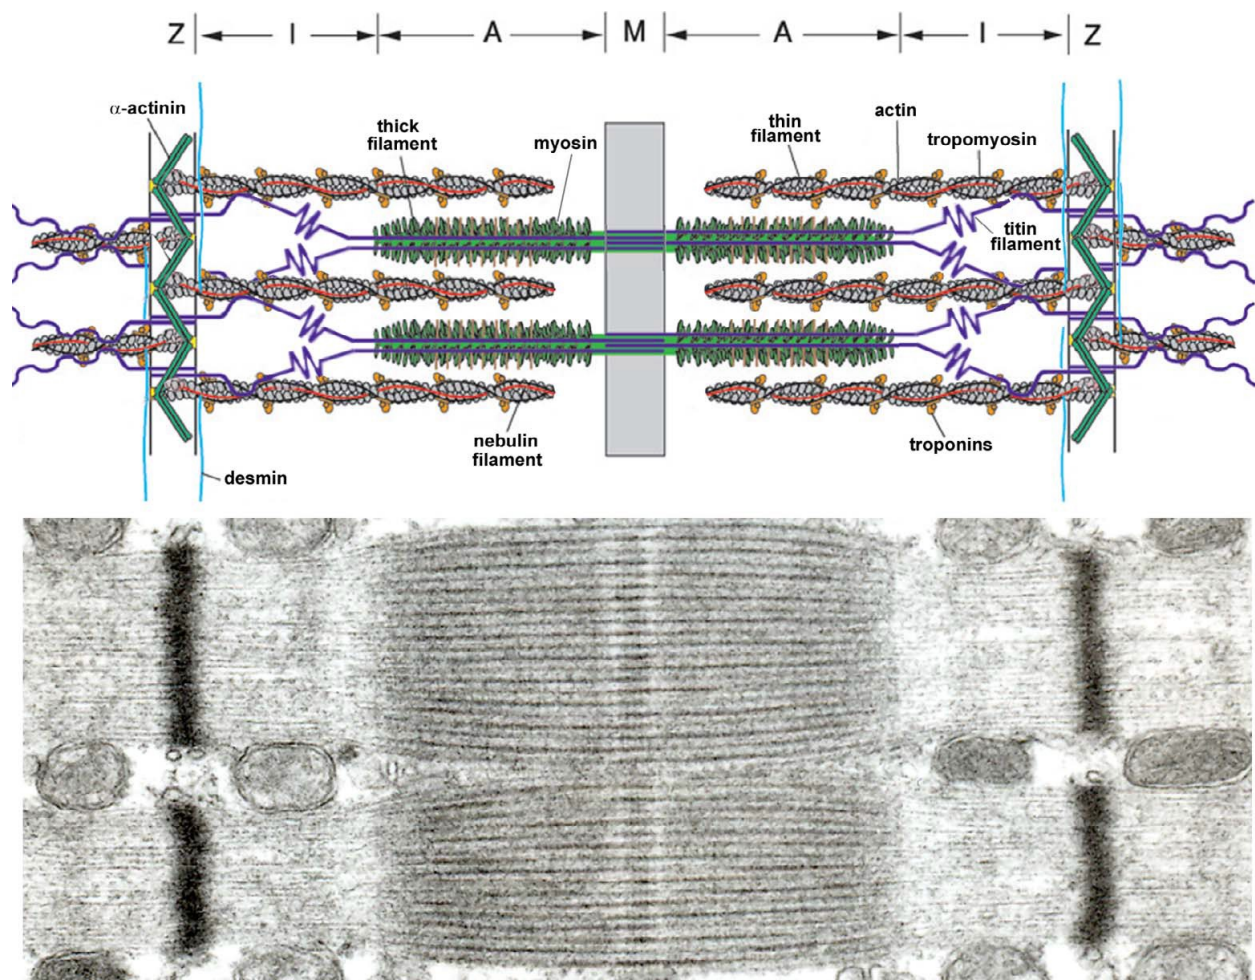 Z I A M A I Z
α-actinin
thick
filament
myosin
thin
filament
actin
tropomyosin
titin
filament
nebulin
filament
troponins
desmin